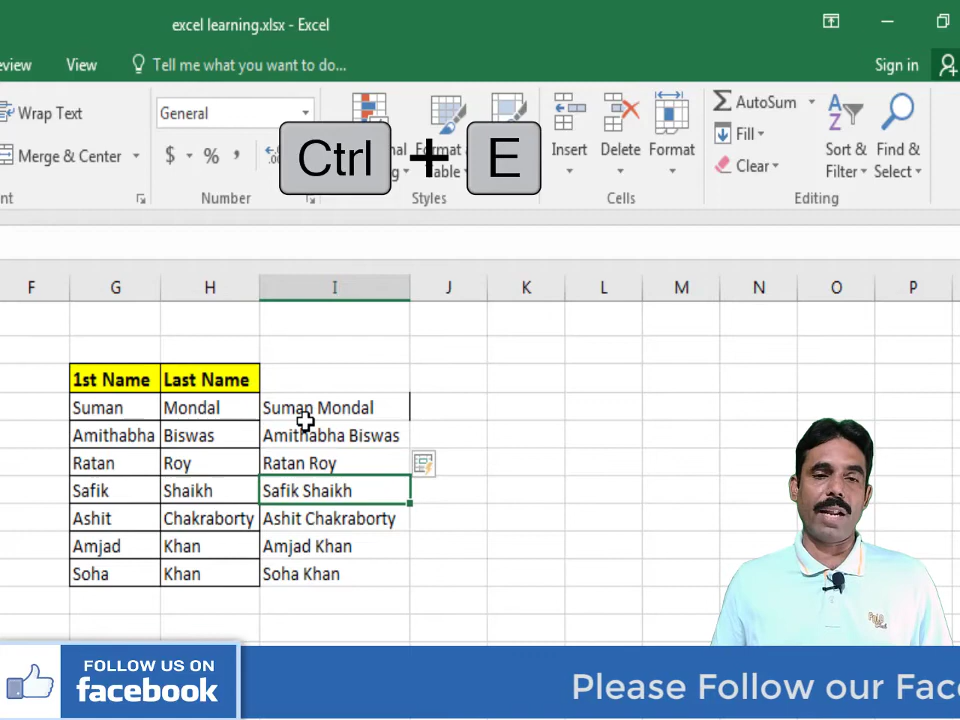 excel learning.xlsx - Excel
view
View
Tell me what you want to do...
Sign in
Wrap Text
General
AutoSum
Fill
Merge & Center
$ % ,
Ctrl + E
Format
Table
Insert
Delete
Format
Clear
Sort &
Filter
Find &
Select
Number
Styles
Cells
Editing
F G H I J K L M N O P
1st Name Last Name
Suman Mondal Suman Mondal
Amithabha Biswas Amithabha Biswas
Ratan Roy Ratan Roy
Safik Shaikh Safik Shaikh
Ashit Chakraborty Ashit Chakraborty
Amjad Khan Amjad Khan
Soha Khan Soha Khan
FOLLOW US ON
facebook
Please Follow our Fac